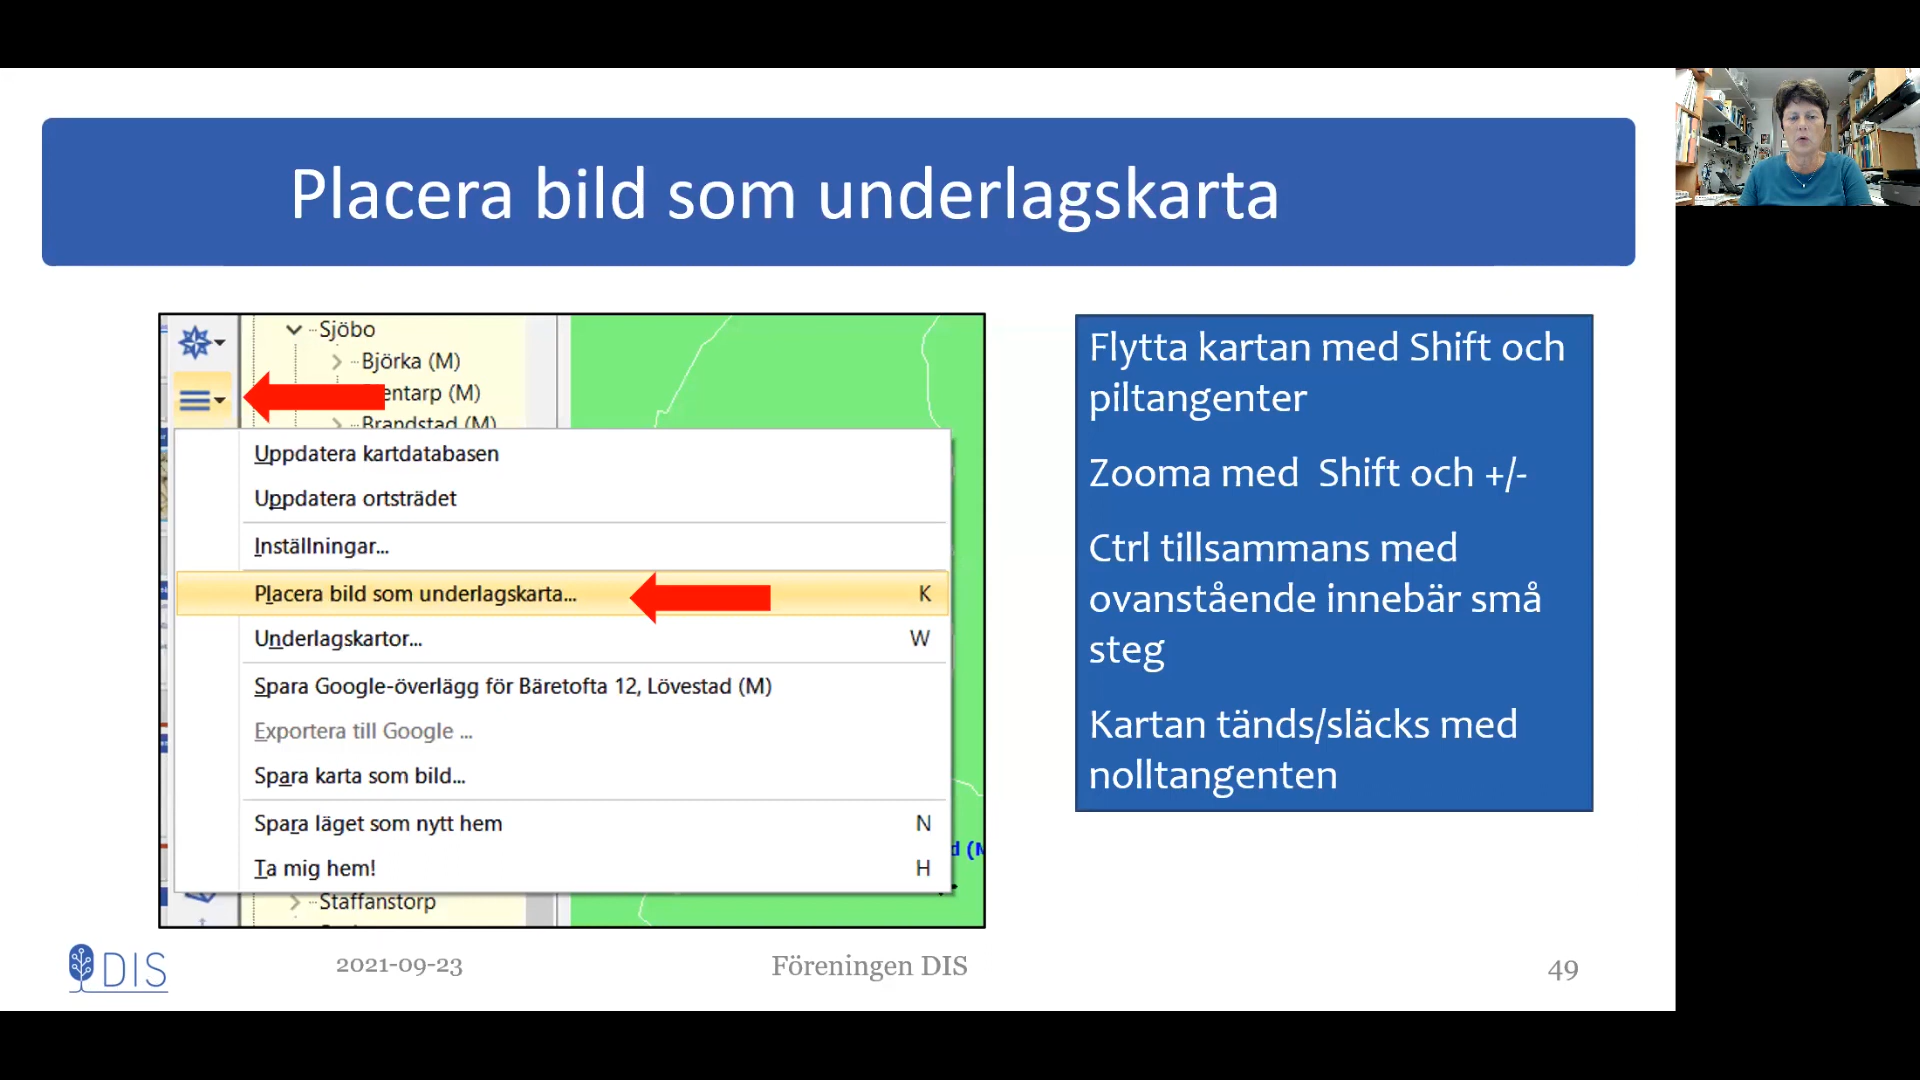 Placera bild som underlagskarta
Sjöbo
Björka (M)
entarp (M)
Brandstad (M)
Uppdatera kartdatabasen
Uppdatera ortsträdet
Inställningar...
Placera bild som underlagskarta... K
Underlagskartor... W
Spara Google-överlägg för Bäretofta 12, Lövestad (M)
Exportera till Google ...
Spara karta som bild...
Spara läget som nytt hem N
Ta mig hem! H
Staffanstorp
Flytta kartan med Shift och
piltangenter
Zooma med Shift och +/-
Ctrl tillsammans med
ovanstående innebär små
steg
Kartan tänds/släcks med
nolltangenten
DIS
2021-09-23
Föreningen DIS
49